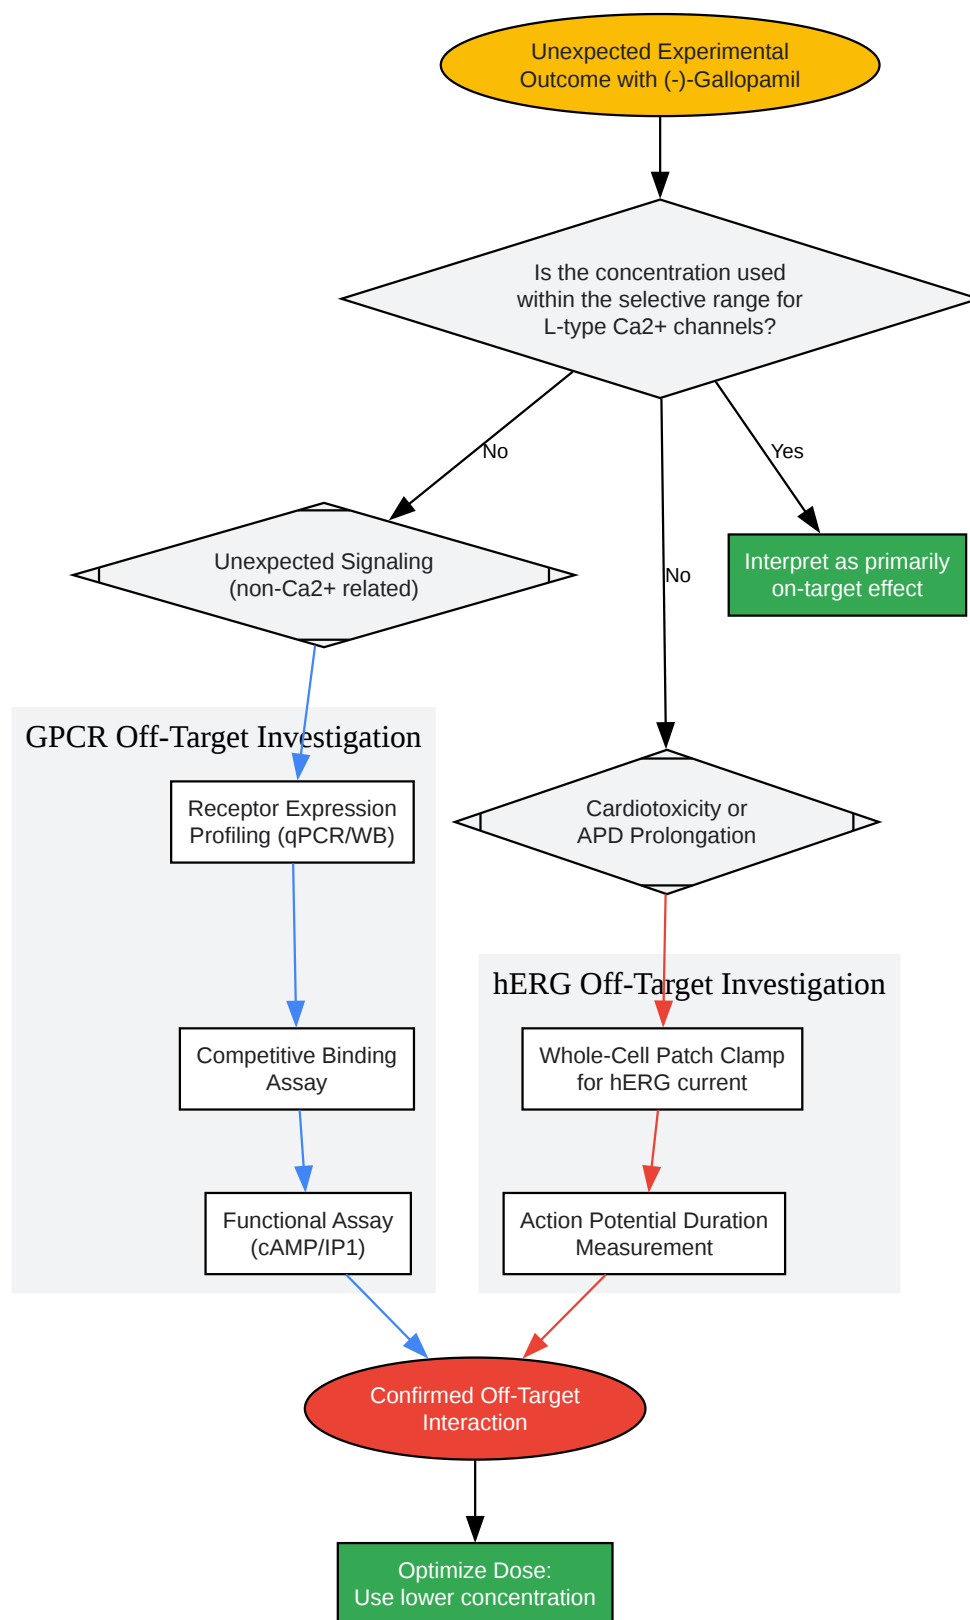 Unexpected Experimental
Outcome with (-)-Gallopamil
Is the concentration used
within the selective range for
L-type Ca2+ channels?
No
Yes
No
Unexpected Signaling
(non-Ca2+ related)
Interpret as primarily
on-target effect
GPCR Off-Target Investigation
Receptor Expression
Profiling (qPCR/WB)
Cardiotoxicity or
APD Prolongation
hERG Off-Target Investigation
Competitive Binding
Assay
Whole-Cell Patch Clamp
for hERG current
Functional Assay
(cAMP/IP1)
Action Potential Duration
Measurement
Confirmed Off-Target
Interaction
Optimize Dose:
Use lower concentration